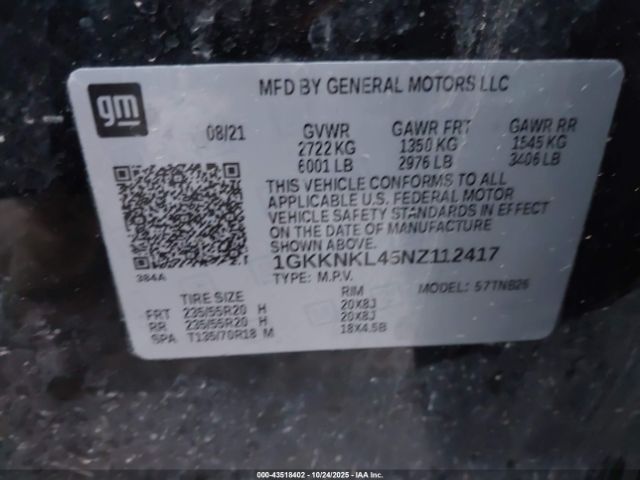 gm
MFD BY GENERAL MOTORS LLC
08/21 GVWR GAWR FRT GAWR RR
2722 KG 1350 KG 1545 KG
6001 LB 2976 LB 3406 LB
THIS VEHICLE CONFORMS TO ALL
APPLICABLE U.S. FEDERAL MOTOR
VEHICLE SAFETY STANDARDS IN EFFECT
ON THE DATE OF MANUFACTURE
SHOWN ABOVE.
384A
1GKKNKL45NZ112417
TYPE: M.P.V. MODEL: 57TNB26
TIRE SIZE RIM
FRT 235/55R20 H 20X8J
RR 235/55R20 H 20X8J
SPA T135/70R18 M 18X4.5B
000-43518402 - 10/24/2025 - IAAI.COM